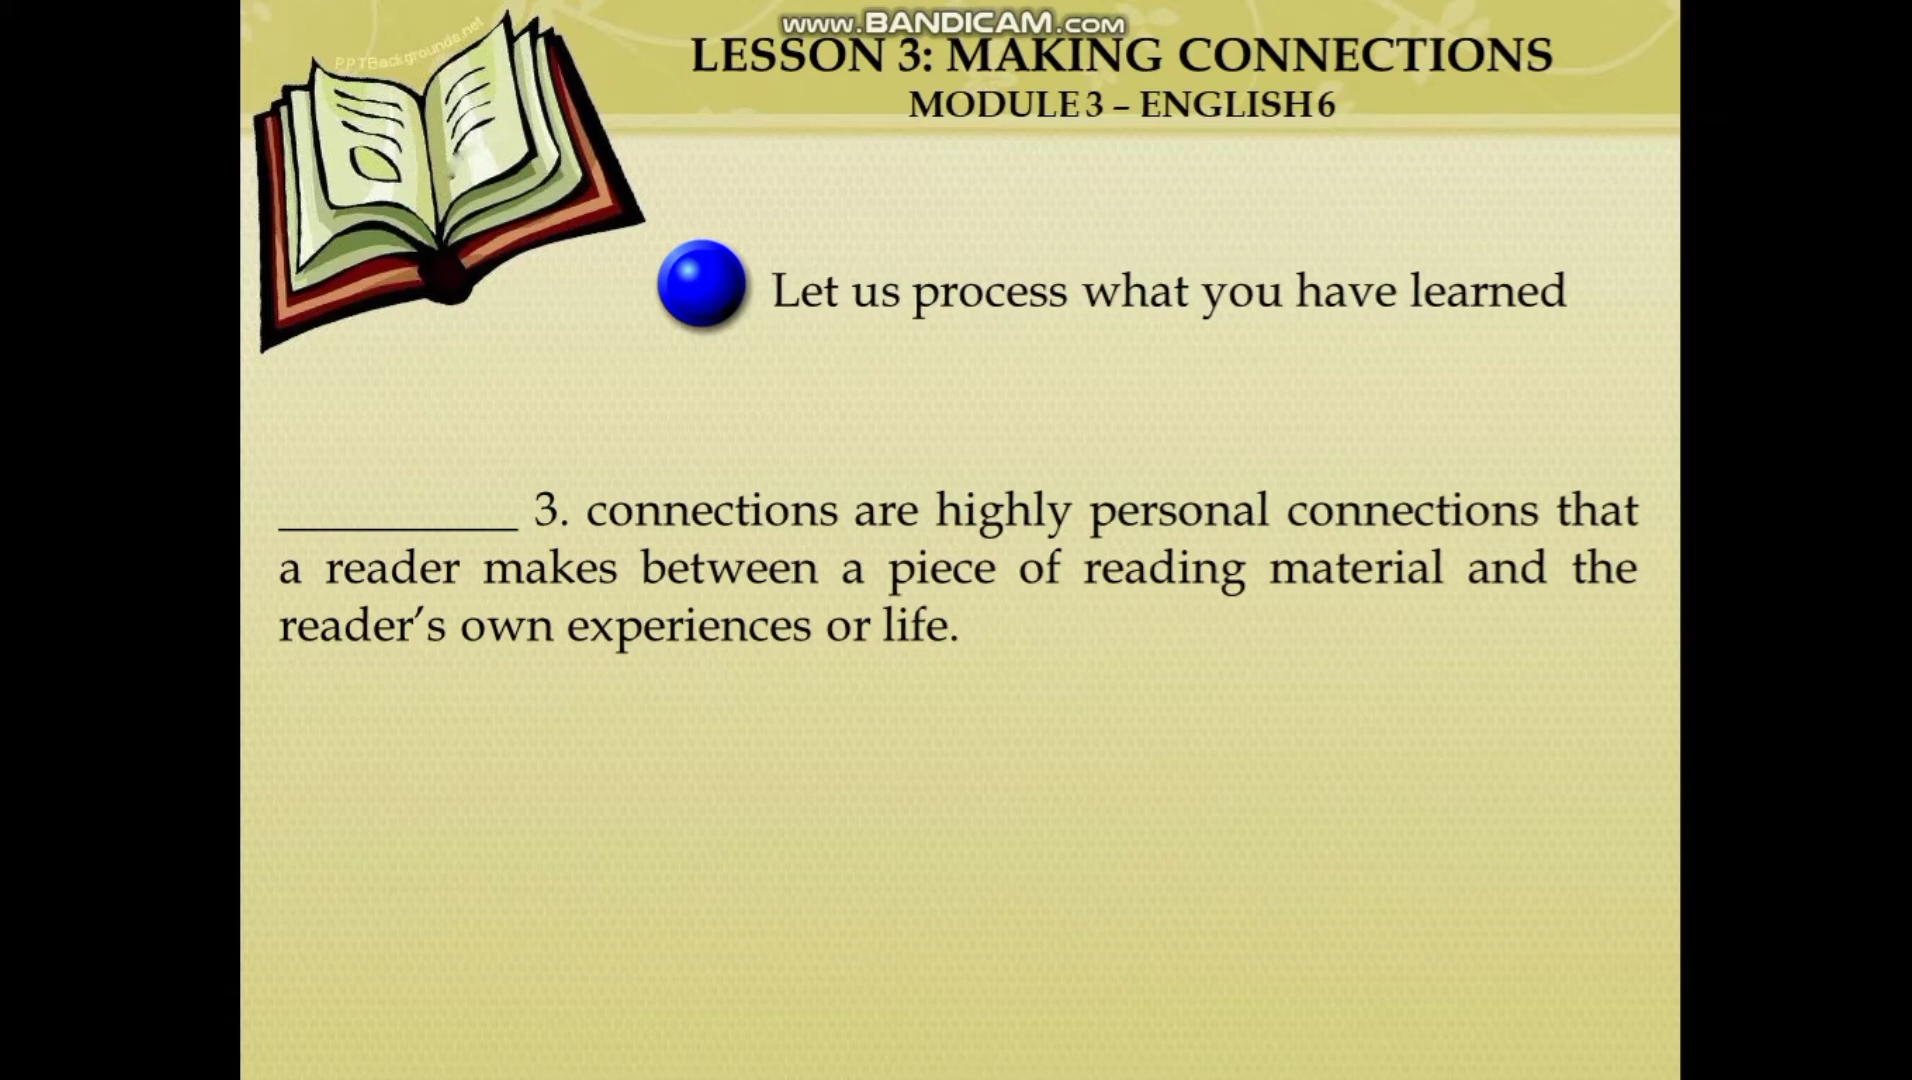 www.BANDICAM.com
PPTBackgrounds.net
LESSON 3: MAKING CONNECTIONS
MODULE 3 – ENGLISH 6
Let us process what you have learned
__________ 3. connections are highly personal connections that
a reader makes between a piece of reading material and the
reader’s own experiences or life.